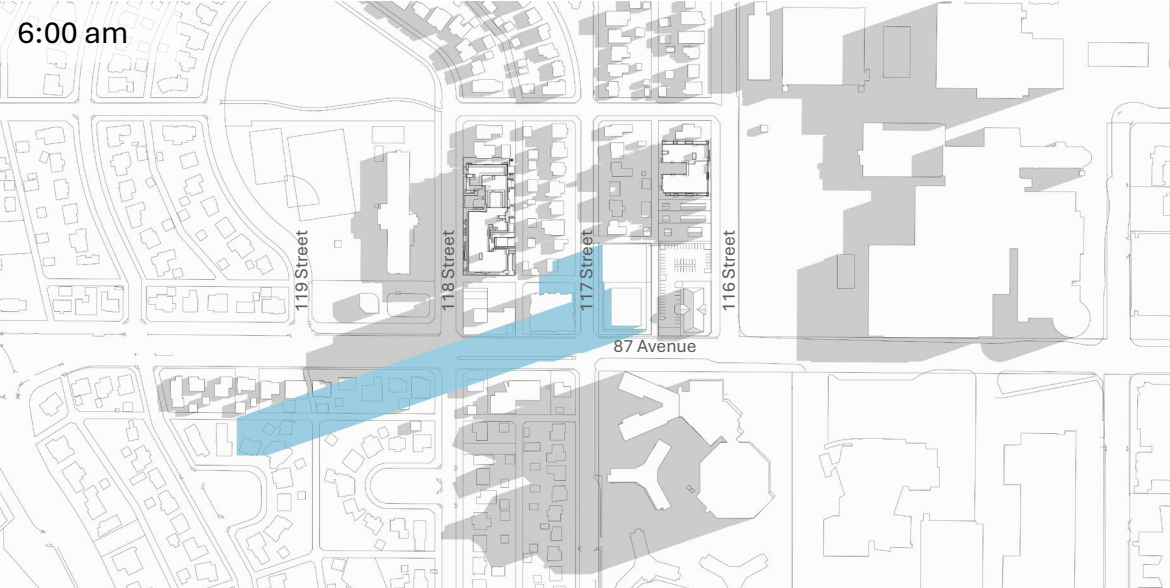 6:00 am
119 Street
118 Street
117 Street
116 Street
87 Avenue